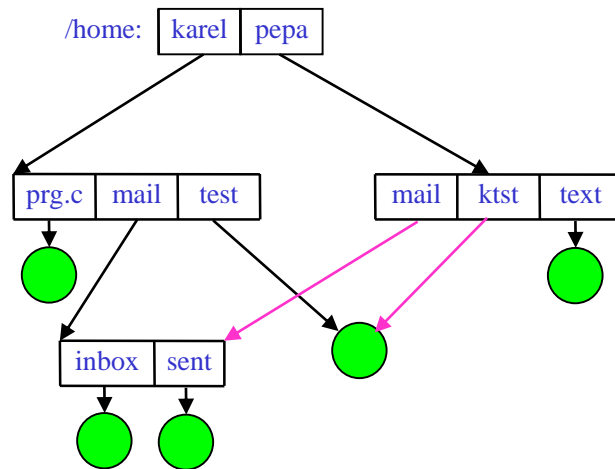 /home: karel pepa
prg.c mail test mail ktst text
inbox sent